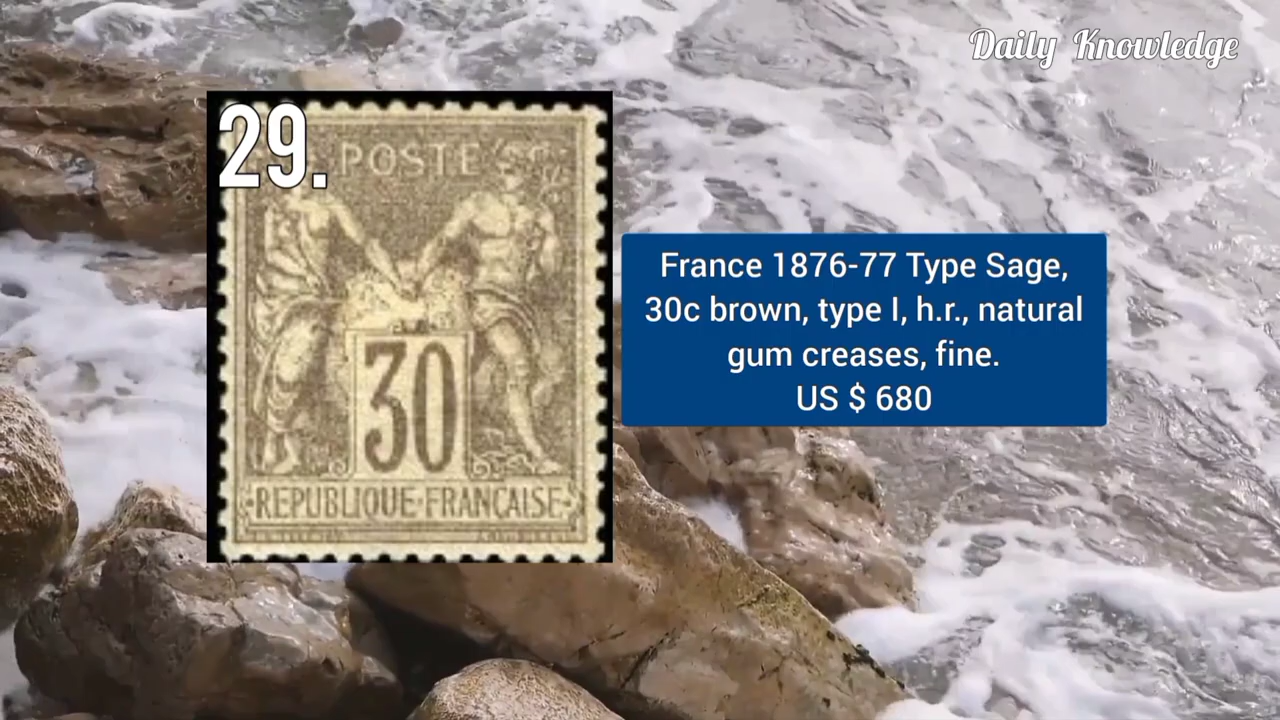 Daily Knowledge
29.
POSTE
France 1876-77 Type Sage,
30c brown, type I, h.r., natural
gum creases, fine.
US $ 680
30
REPUBLIQUE-FRANCAISE